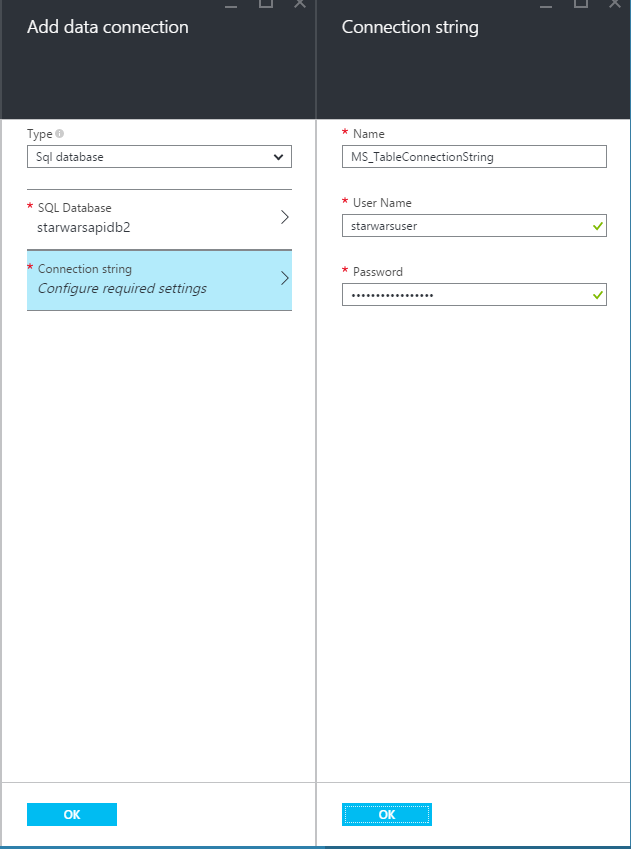 Add data connection
Type
Sql database
* SQL Database
starwarsapidb2
* Connection string
Configure required settings
OK
Connection string
* Name
MS_TableConnectionString
* User Name
starwarsuser
* Password
•••••••••••••••••
OK